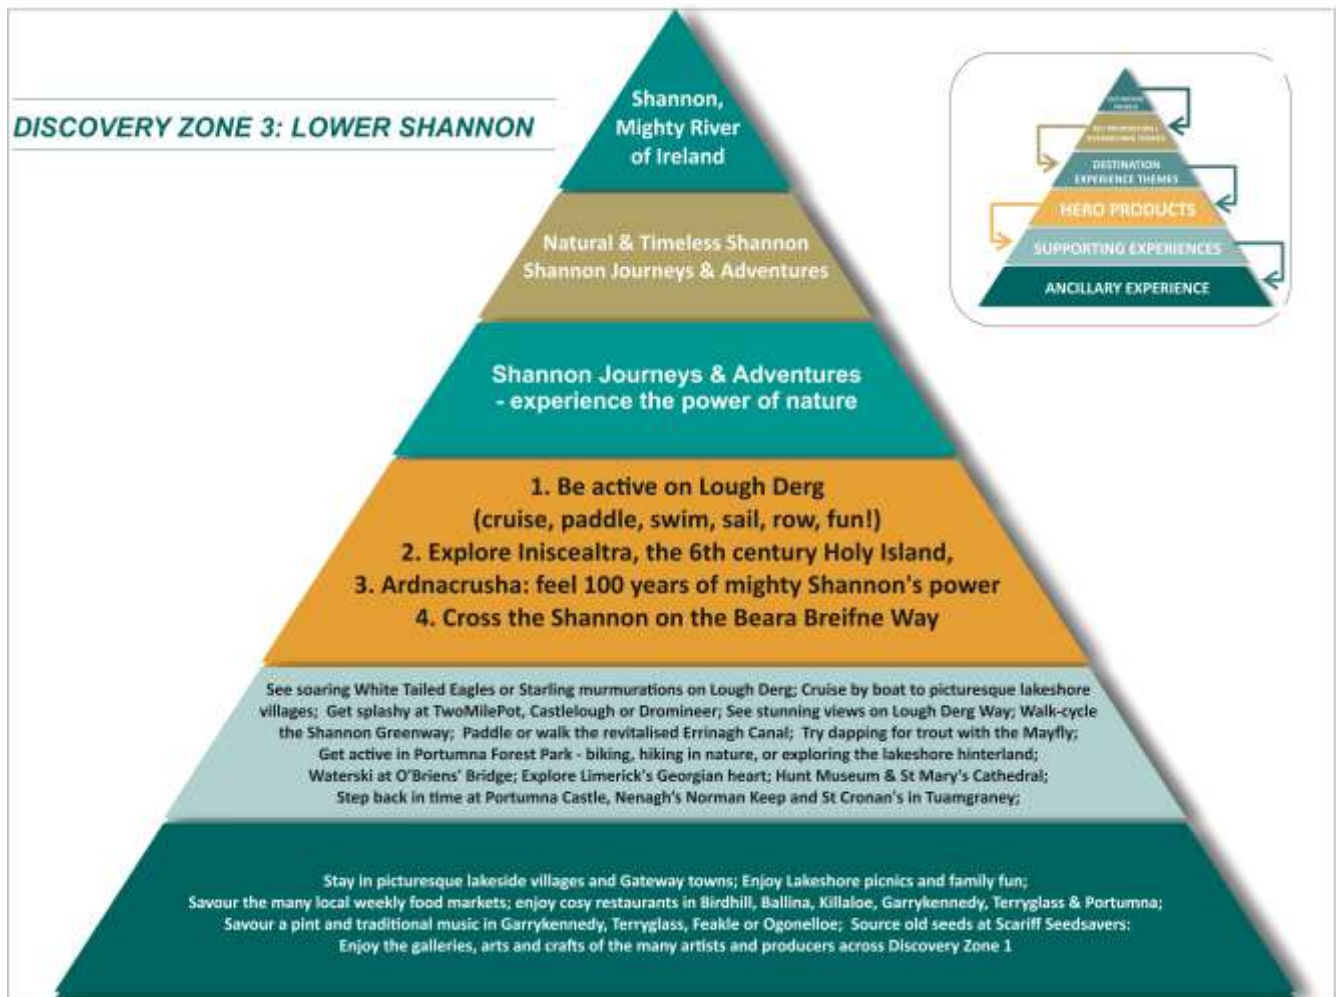 DISCOVERY ZONE 3: LOWER SHANNON
Shannon,
Mighty River
of Ireland
Natural & Timeless Shannon
Shannon Journeys & Adventures
Shannon Journeys & Adventures
- experience the power of nature
1. Be active on Lough Derg
(cruise, paddle, swim, sail, row, fun!)
2. Explore Iniscealtra, the 6th century Holy Island,
3. Ardnacrusha: feel 100 years of mighty Shannon's power
4. Cross the Shannon on the Beara Breifne Way
See soaring White Tailed Eagles or Starling murmurations on Lough Derg; Cruise by boat to picturesque lakeshore
villages; Get splashy at TwoMilePot, Castlelough or Dromineer; See stunning views on Lough Derg Way; Walk-cycle
the Shannon Greenway; Paddle or walk the revitalised Errinagh Canal; Try dapping for trout with the Mayfly;
Get active in Portumna Forest Park - biking, hiking in nature, or exploring the lakeshore hinterland;
Waterski at O'Briens' Bridge; Explore Limerick's Georgian heart; Hunt Museum & St Mary's Cathedral;
Step back in time at Portumna Castle, Nenagh's Norman Keep and St Cronan's in Tuamgraney;
Stay in picturesque lakeside villages and Gateway towns; Enjoy Lakeshore picnics and family fun;
Savour the many local weekly food markets; enjoy cosy restaurants in Birdhill, Ballina, Killaloe, Garrykennedy, Terryglass & Portumna;
Savour a pint and traditional music in Garrykennedy, Terryglass, Feakle or Ogonelloe; Source old seeds at Scariff Seedsavers:
Enjoy the galleries, arts and crafts of the many artists and producers across Discovery Zone 1
DESTINATION
EXPERIENCE THEMES
HERO PRODUCTS
SUPPORTING EXPERIENCES
ANCILLARY EXPERIENCE